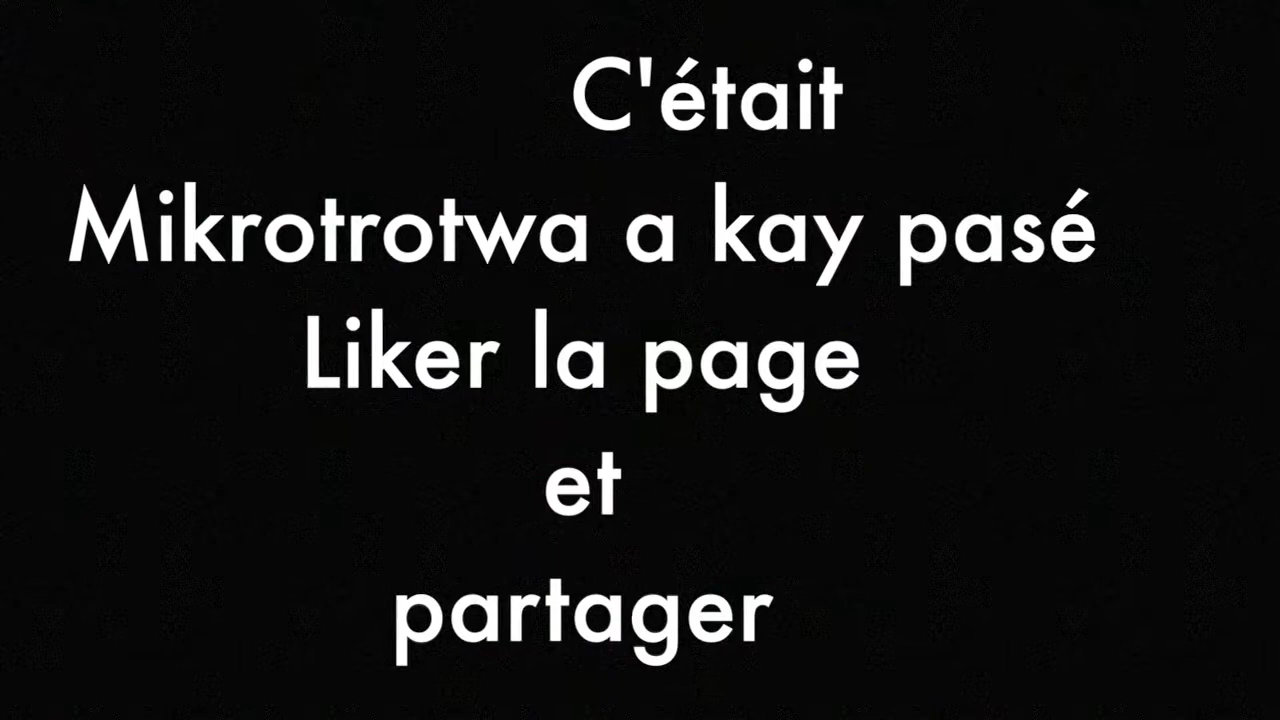 C'était
Mikrotrotwa a kay pasé
Liker la page
et
partager